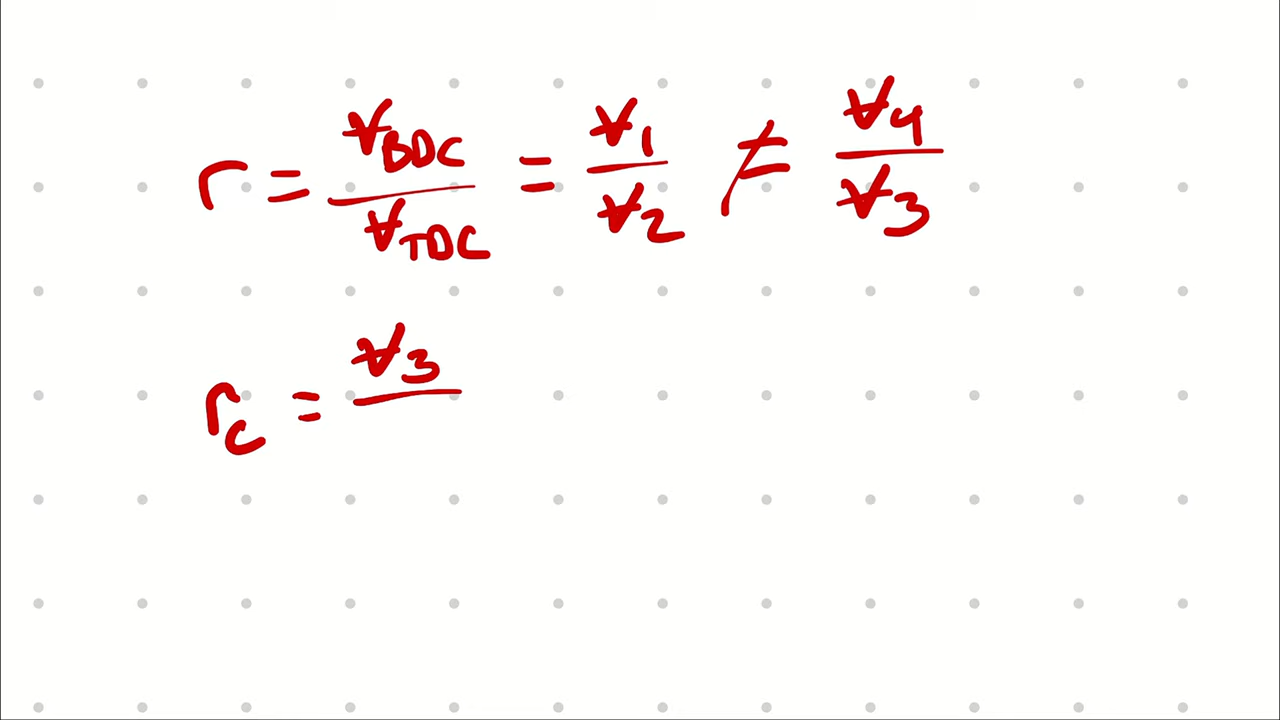 r = ∀BDC / ∀TDC = ∀1 / ∀2 ≠ ∀4 / ∀3
rc = ∀3 /